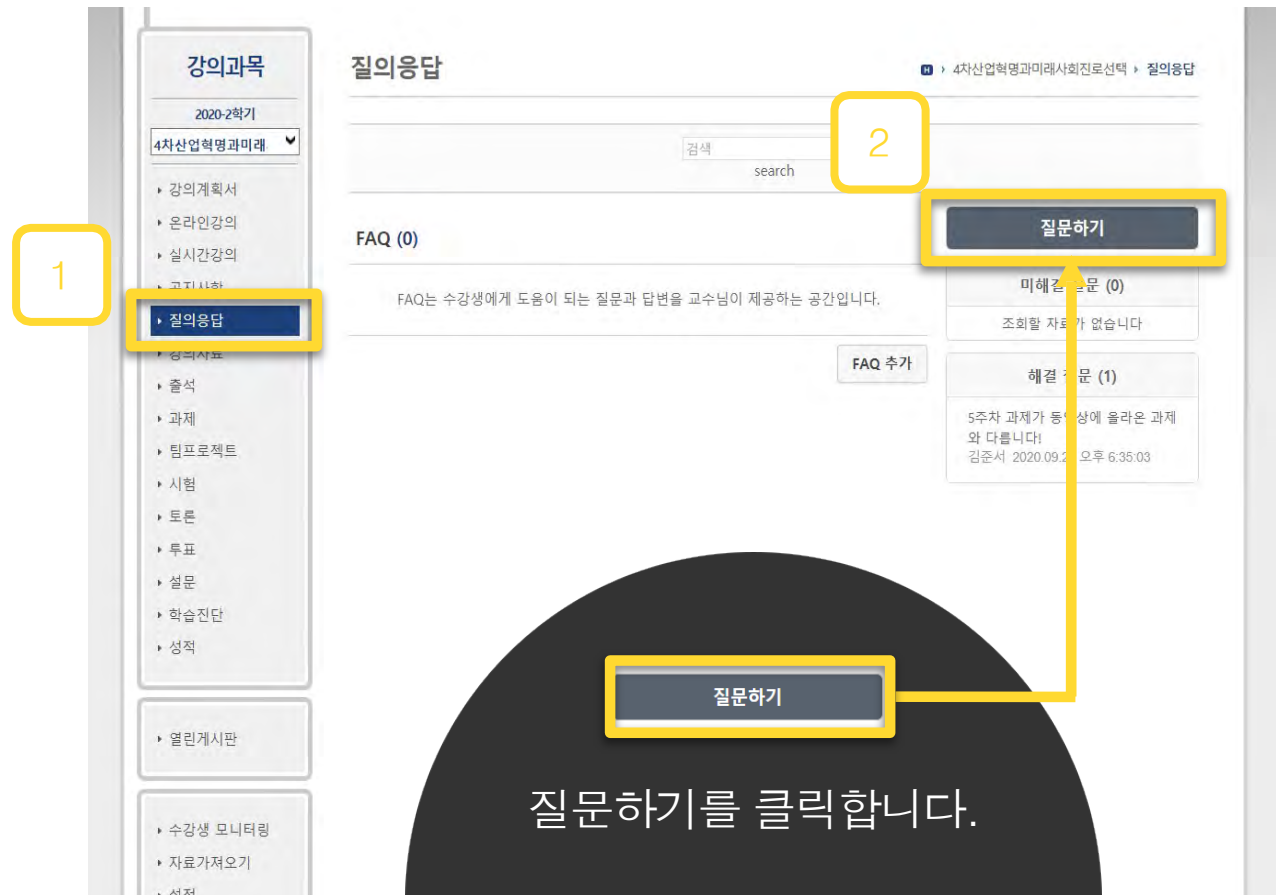 강의과목
2020-2학기
4차산업혁명과미래
강의계획서
온라인강의
실시간강의
공지사항
질의응답
강의자료
출석
과제
팀프로젝트
시험
토론
투표
설문
학습진단
성적
열린게시판
수강생 모니터링
자료가져오기
1
질의응답
H › 4차산업혁명과미래사회진로선택 › 질의응답
검색
search
2
FAQ (0)
FAQ는 수강생에게 도움이 되는 질문과 답변을 교수님이 제공하는 공간입니다.
FAQ 추가
질문하기
미해결 질문 (0)
조회할 자료가 없습니다
해결 질문 (1)
5주차 과제가 동영상에 올라온 과제
와 다릅니다!
김준서 오후 6:35:03
질문하기
질문하기를 클릭합니다.